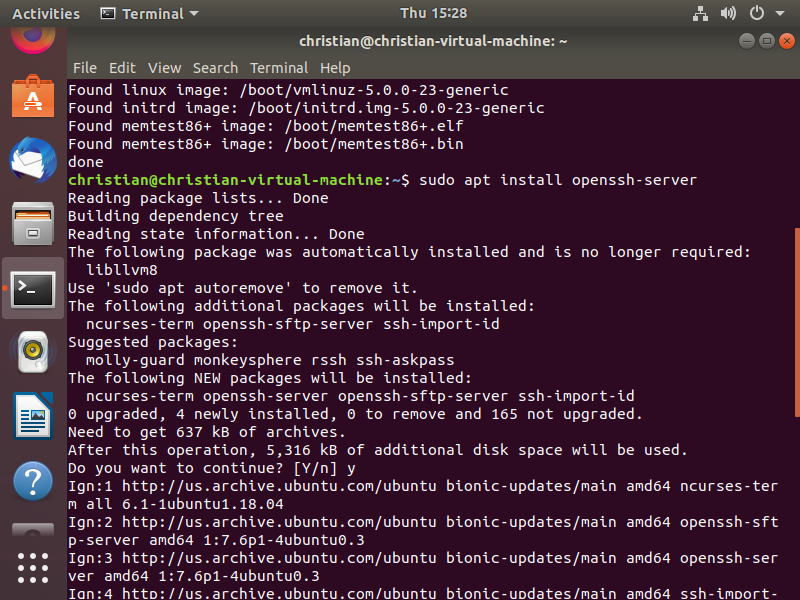 Activities
Terminal
Thu 15:28
christian@christian-virtual-machine: ~
File Edit View Search Terminal Help
Found linux image: /boot/vmlinuz-5.0.0-23-generic
Found initrd image: /boot/initrd.img-5.0.0-23-generic
Found memtest86+ image: /boot/memtest86+.elf
Found memtest86+ image: /boot/memtest86+.bin
done
christian@christian-virtual-machine:~$ sudo apt install openssh-server
Reading package lists... Done
Building dependency tree
Reading state information... Done
The following package was automatically installed and is no longer required:
  libllvm8
Use 'sudo apt autoremove' to remove it.
The following additional packages will be installed:
  ncurses-term openssh-sftp-server ssh-import-id
Suggested packages:
  molly-guard monkeysphere rssh ssh-askpass
The following NEW packages will be installed:
  ncurses-term openssh-server openssh-sftp-server ssh-import-id
0 upgraded, 4 newly installed, 0 to remove and 165 not upgraded.
Need to get 637 kB of archives.
After this operation, 5,316 kB of additional disk space will be used.
Do you want to continue? [Y/n] y
Ign:1 http://us.archive.ubuntu.com/ubuntu bionic-updates/main amd64 ncurses-ter
m all 6.1-1ubuntu1.18.04
Ign:2 http://us.archive.ubuntu.com/ubuntu bionic-updates/main amd64 openssh-sft
p-server amd64 1:7.6p1-4ubuntu0.3
Ign:3 http://us.archive.ubuntu.com/ubuntu bionic-updates/main amd64 openssh-ser
ver amd64 1:7.6p1-4ubuntu0.3
Ign:4 http://us.archive.ubuntu.com/ubuntu bionic-updates/main amd64 ssh-import-